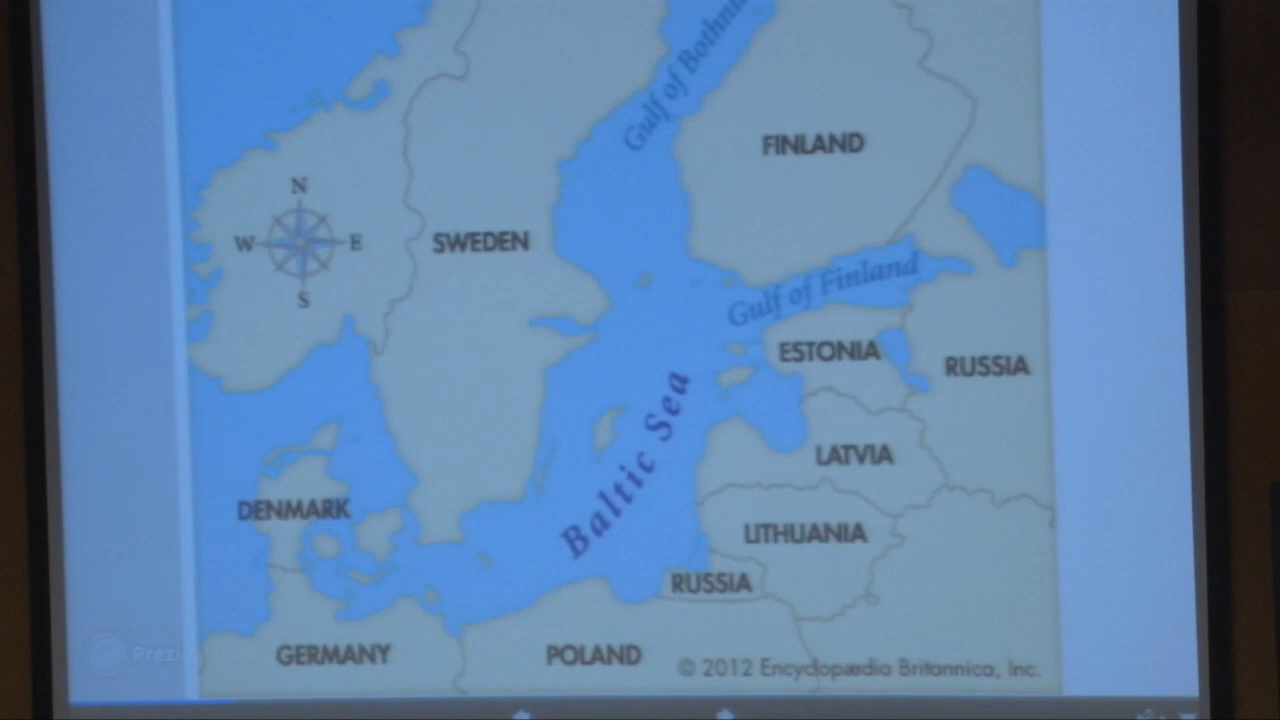 Gulf of Bothnia
FINLAND
N
W
E
S
SWEDEN
Gulf of Finland
ESTONIA
RUSSIA
Baltic Sea
LATVIA
DENMARK
LITHUANIA
RUSSIA
GERMANY
POLAND
© 2012 Encyclopædia Britannica, Inc.
Prezi